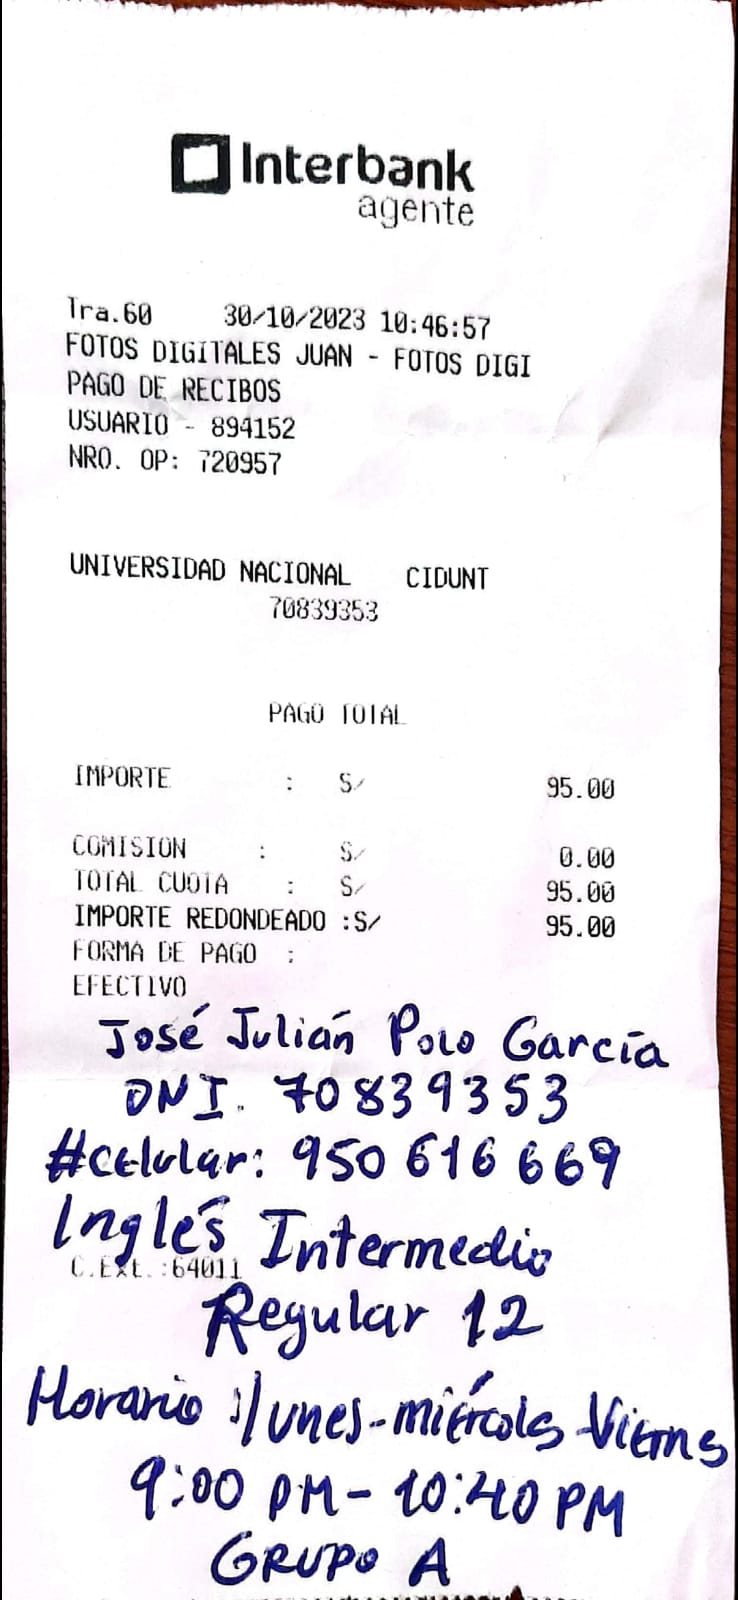 Interbank
agente
Tra.60 30/10/2023 10:46:57
FOTOS DIGITALES JUAN - FOTOS DIGI
PAGO DE RECIBOS
USUARIO - 894152
NRO. OP: 720957
UNIVERSIDAD NACIONAL CIDUNT
70839353
PAGO TOTAL
IMPORTE : S/ 95.00
COMISION : S/ 0.00
TOTAL CUOTA : S/ 95.00
IMPORTE REDONDEADO :S/ 95.00
FORMA DE PAGO :
EFECTIVO
José Julián Polo García
DNI. 70839353
#celular: 950 616 669
Inglés Intermedio
C.Ext.:64011
Regular 12
Horario :lunes-miércols-Vierns
9:00 PM- 10:40 PM
GRUPO A